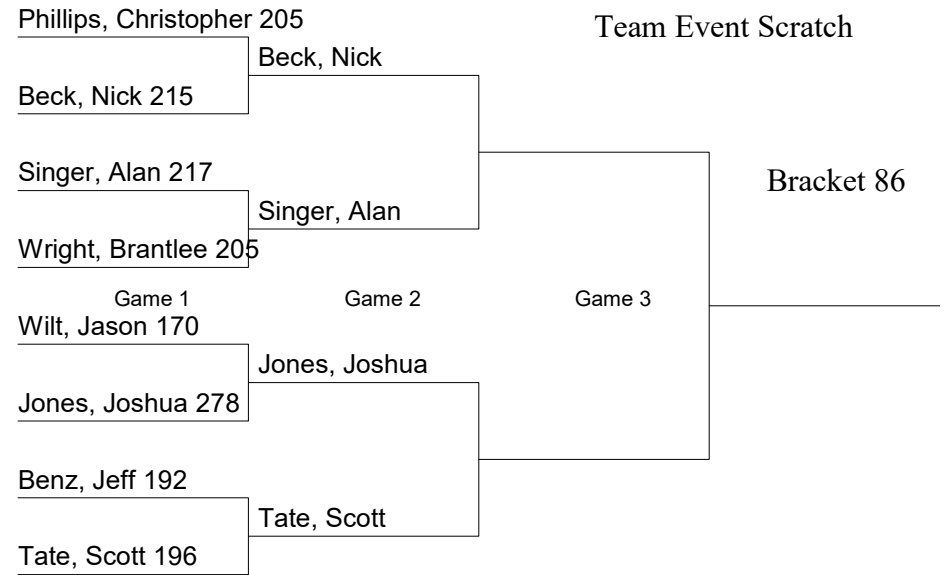 Phillips, Christopher 205
Team Event Scratch
Beck, Nick
Beck, Nick 215
Singer, Alan 217
Bracket 86
Singer, Alan
Wright, Brantlee 205
Game 1
Game 2
Game 3
Wilt, Jason 170
Jones, Joshua
Jones, Joshua 278
Benz, Jeff 192
Tate, Scott
Tate, Scott 196